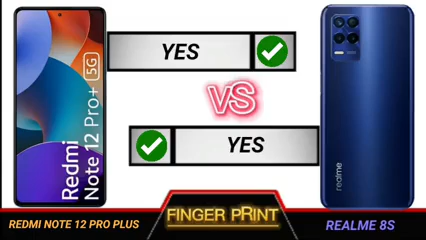 YES
VS
YES
Redmi
Note 12 Pro+ 5G
realme
FINGER PRINT
REDMI NOTE 12 PRO PLUS
REALME 8S